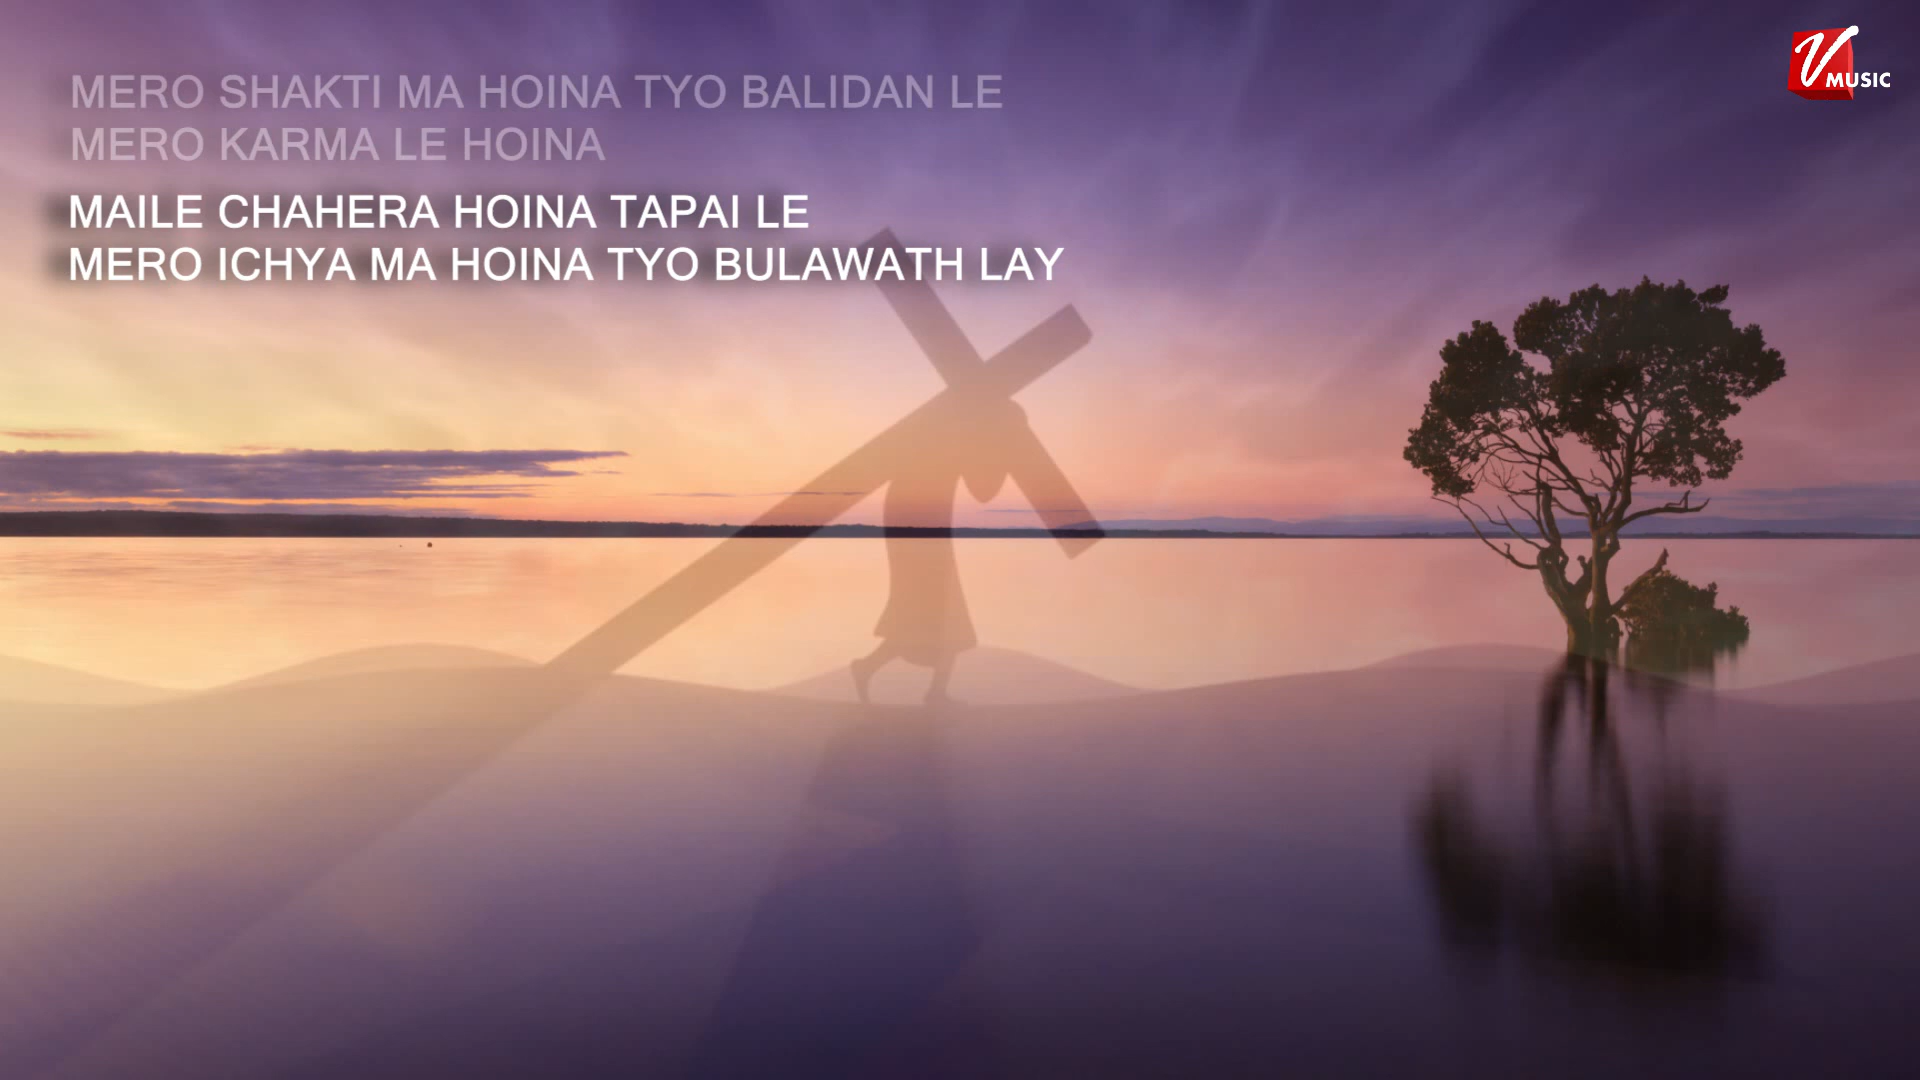 MERO SHAKTI MA HOINA TYO BALIDAN LE
MERO KARMA LE HOINA
MAILE CHAHERA HOINA TAPAI LE
MERO ICHYA MA HOINA TYO BULAWATH LAY
V MUSIC